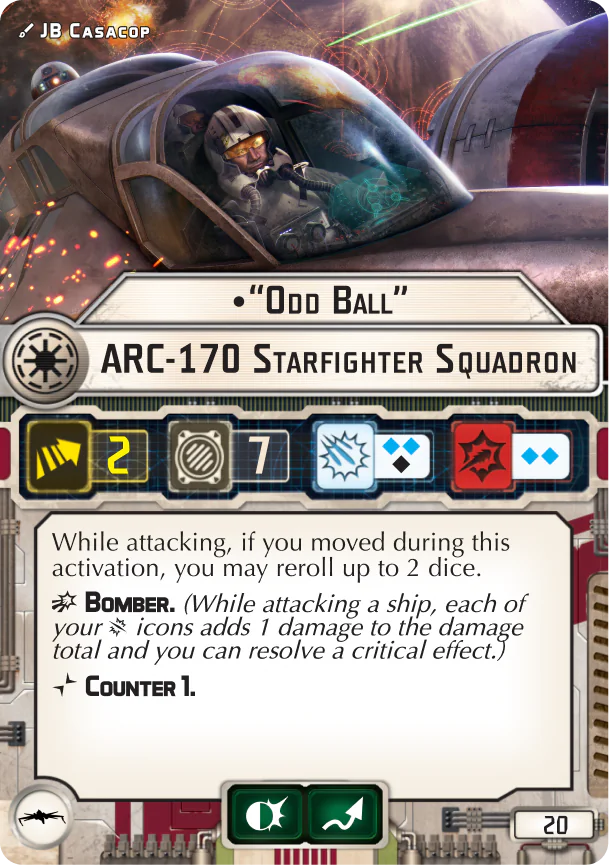 JB Casacop
•“Odd Ball”
ARC-170 Starfighter Squadron
2 7
While attacking, if you moved during this
activation, you may reroll up to 2 dice.
Bomber. (While attacking a ship, each of
your icons adds 1 damage to the damage
total and you can resolve a critical effect.)
Counter 1.
20